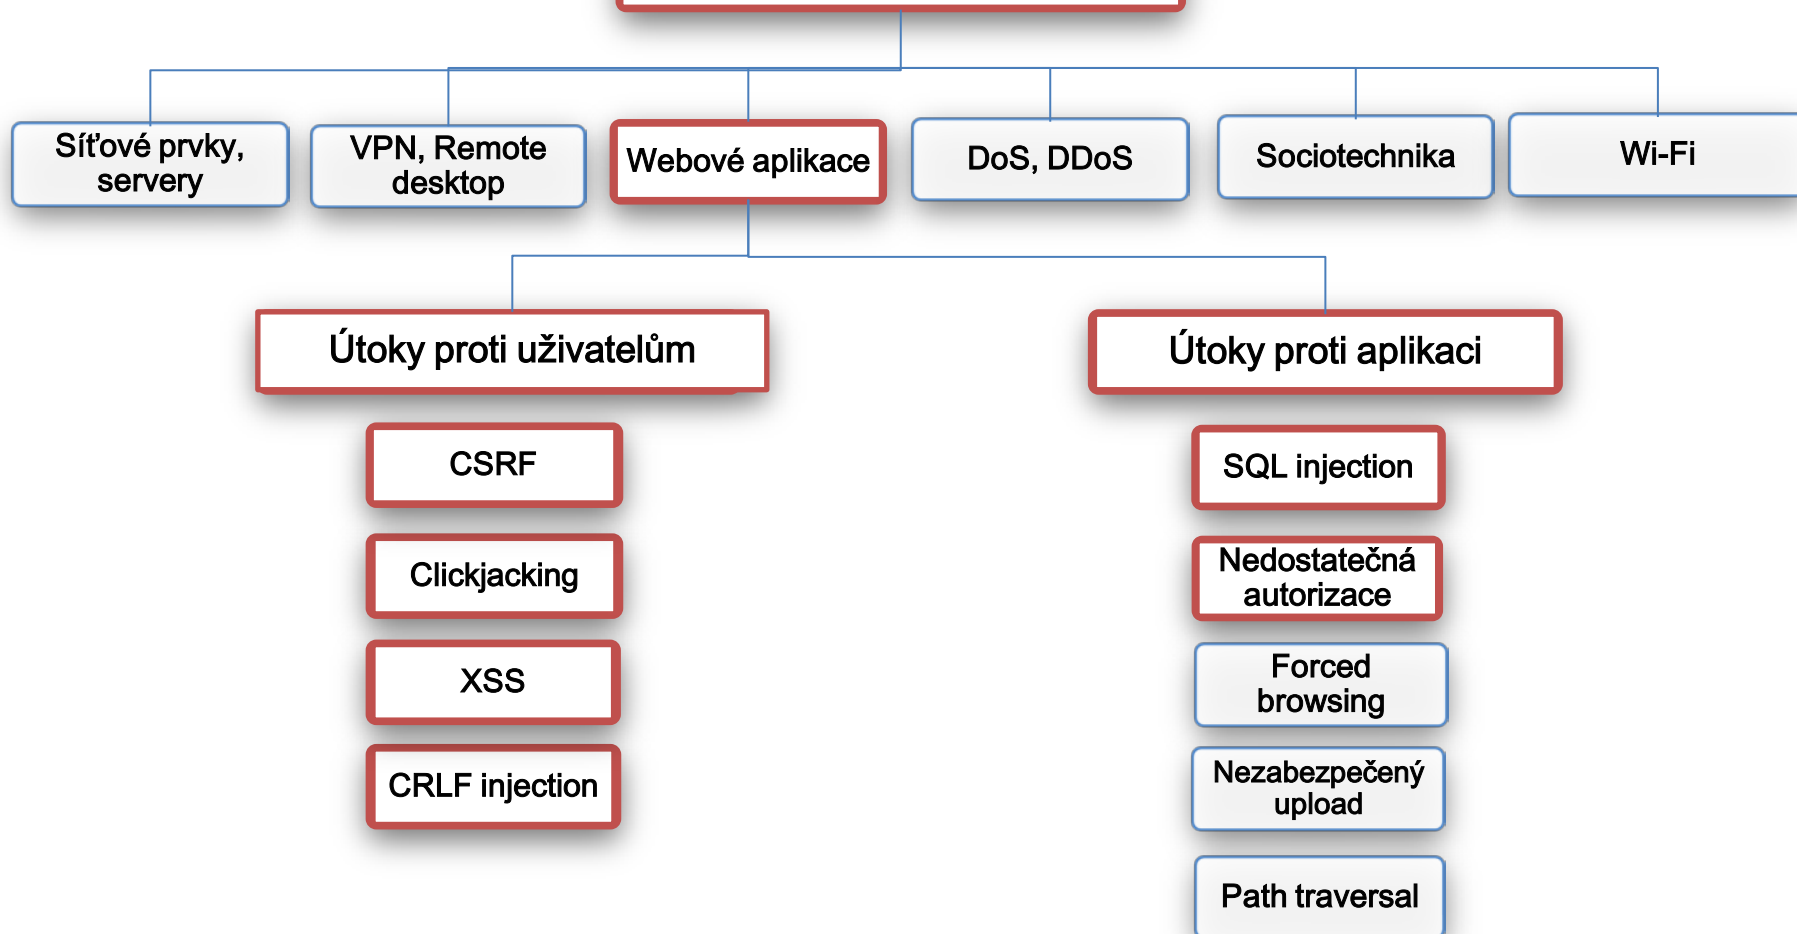 Síťové prvky,
servery
VPN, Remote
desktop
Webové aplikace
DoS, DDoS
Sociotechnika
Wi-Fi
Útoky proti uživatelům
CSRF
Clickjacking
XSS
CRLF injection
Útoky proti aplikaci
SQL injection
Nedostatečná
autorizace
Forced
browsing
Nezabezpečený
upload
Path traversal